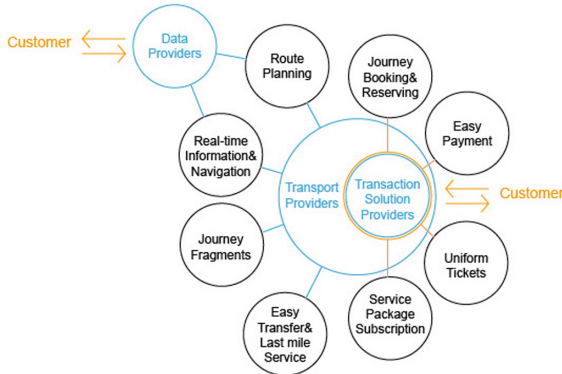 Customer
Data
Providers
Route
Planning
Journey
Booking&
Reserving
Easy
Payment
Real-time
Information&
Navigation
Transport
Providers
Transaction
Solution
Providers
Customer
Journey
Fragments
Uniform
Tickets
Easy
Transfer&
Last mile
Service
Service
Package
Subscription